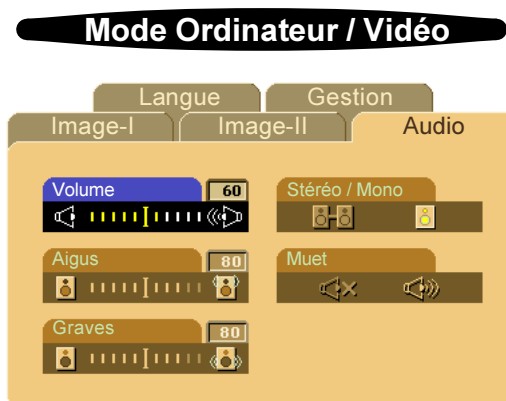 Mode Ordinateur / Vidéo
Langue Gestion
Image-I Image-II Audio
Volume 60
Stéréo / Mono
Aigus 80
Muet
Graves 80